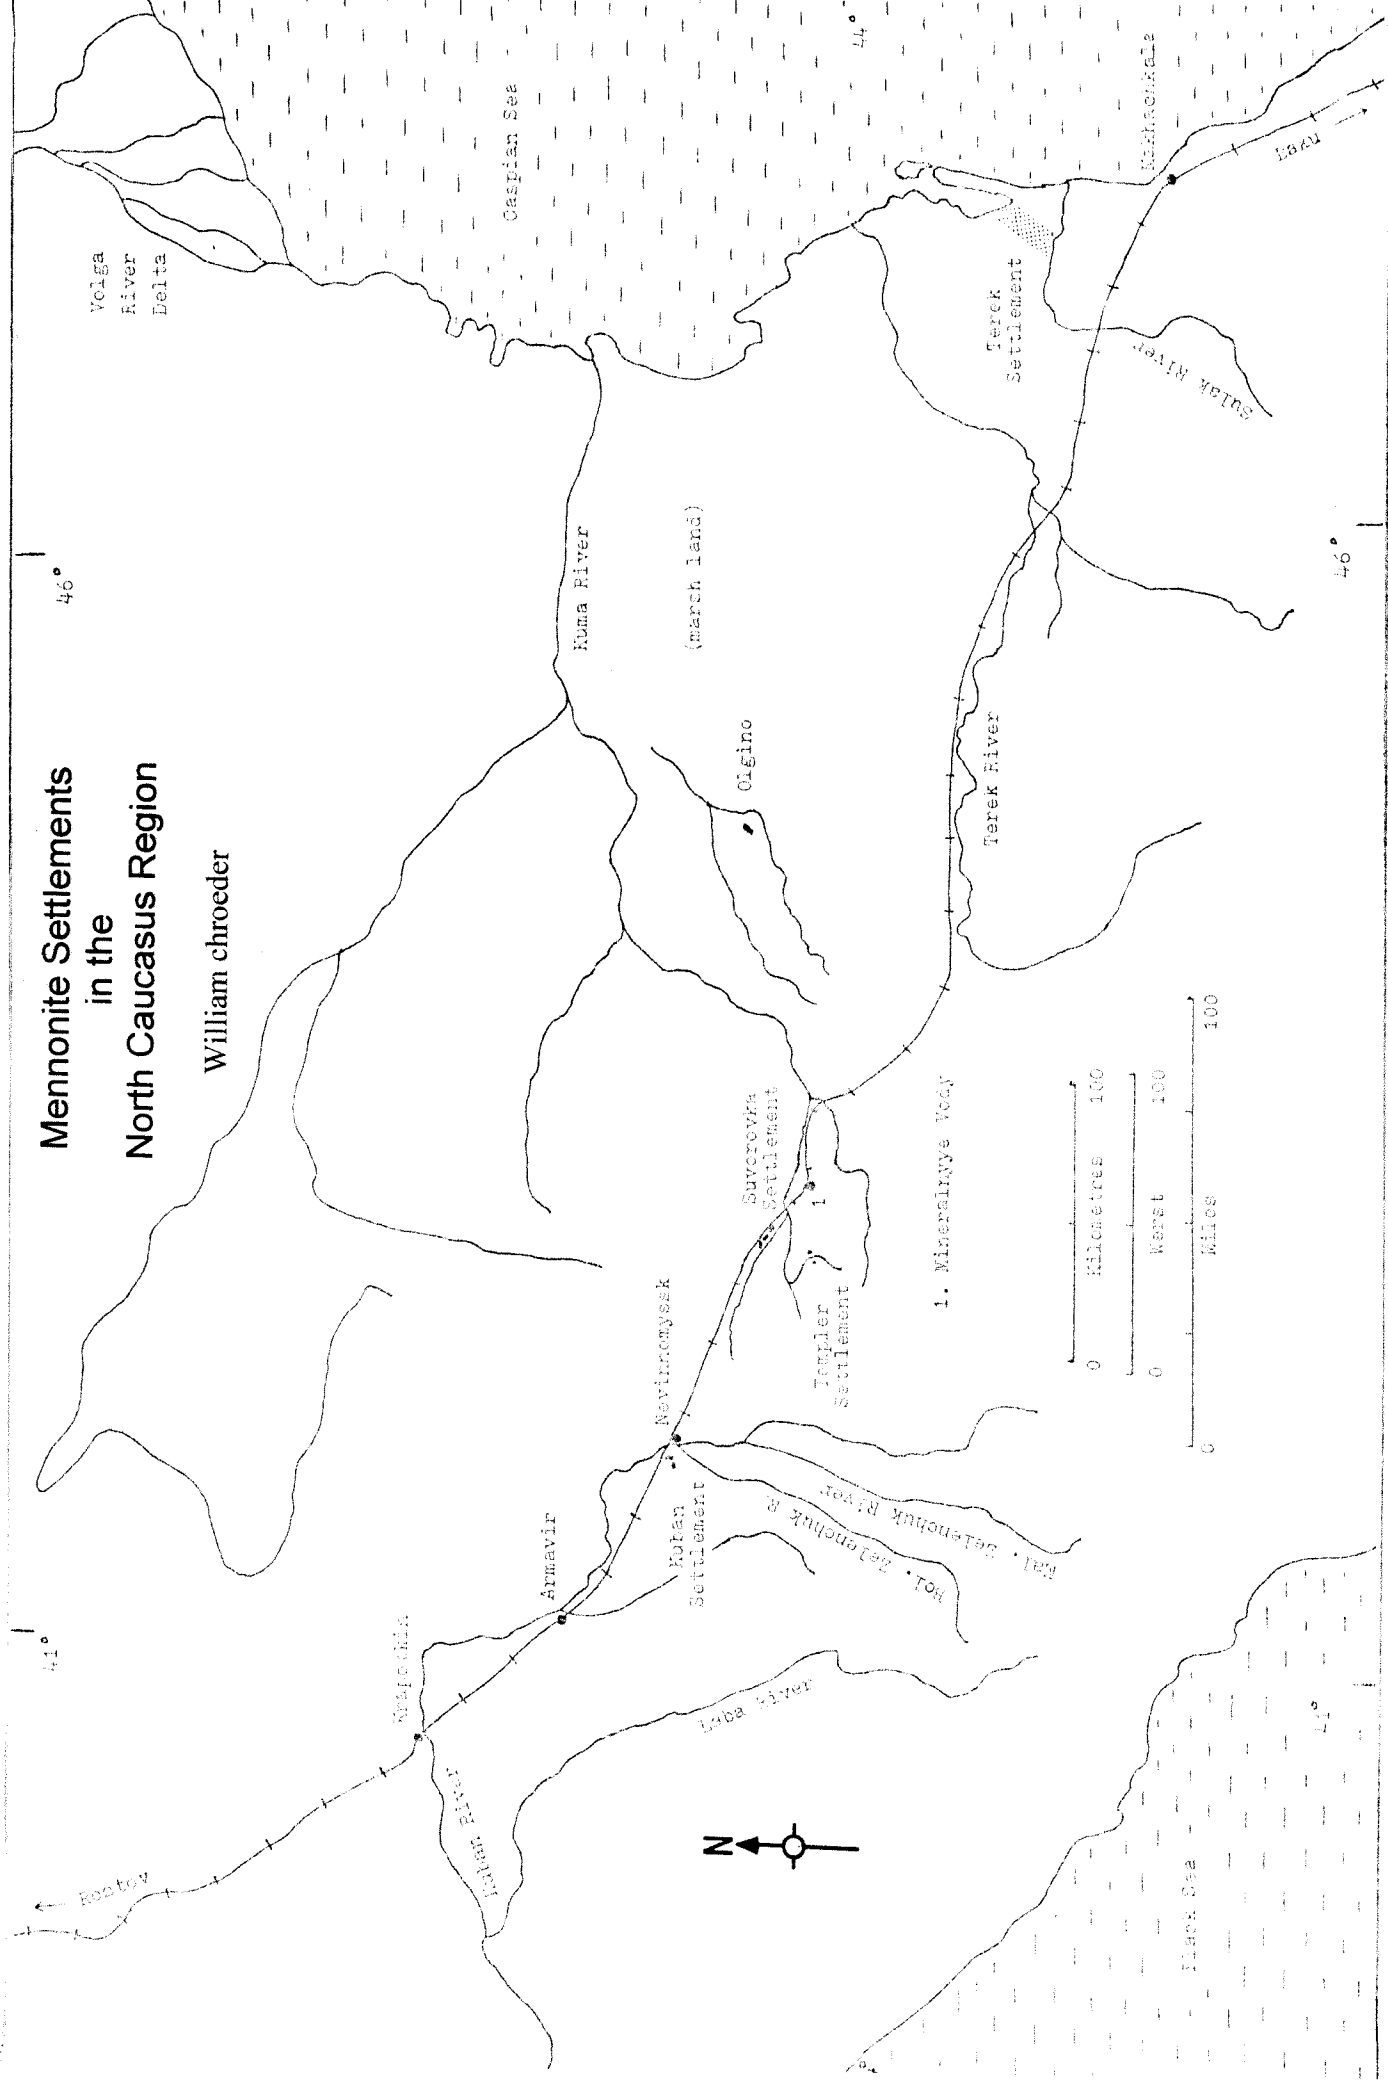 Mennonite Settlements
in the
North Caucasus Region
William chroeder
Volga
River
Delta
Caspian Sea
44°
46°
41°
Kuma River
(marsh land)
Olgino
Terek
Settlement
Makhachkala
Baku
Sulak River
Terek River
46°
Suvorovka
Settlement
1
1. Mineralnyye Vody
Nevinnomyssk
Templer
Settlement
Armavir
Kuban
Settlement
Krapotkin
Rostov
Kuban River
Laba River
Bol. Zelenchuk R
Mal. Zelenchuk River
0 Kilometres 100
0 Werst 100
0 Miles 100
N
Black Sea
41°